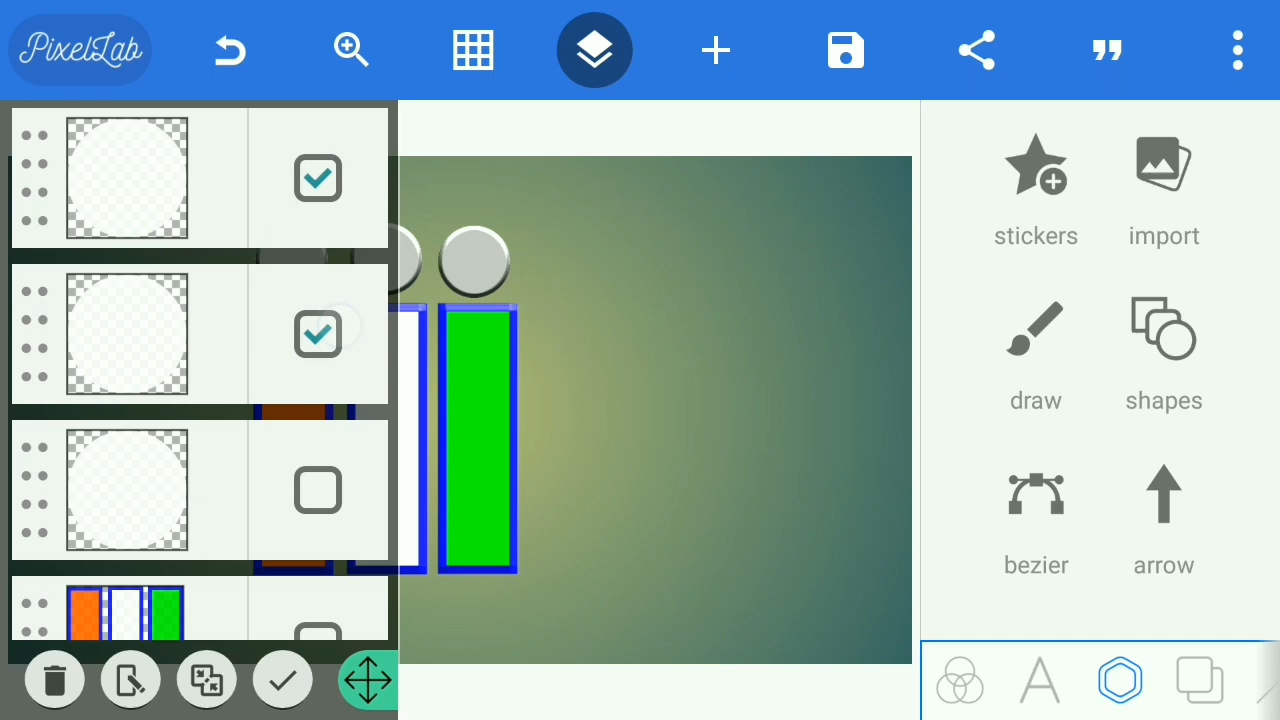 PixelLab
stickers
import
draw
shapes
bezier
arrow